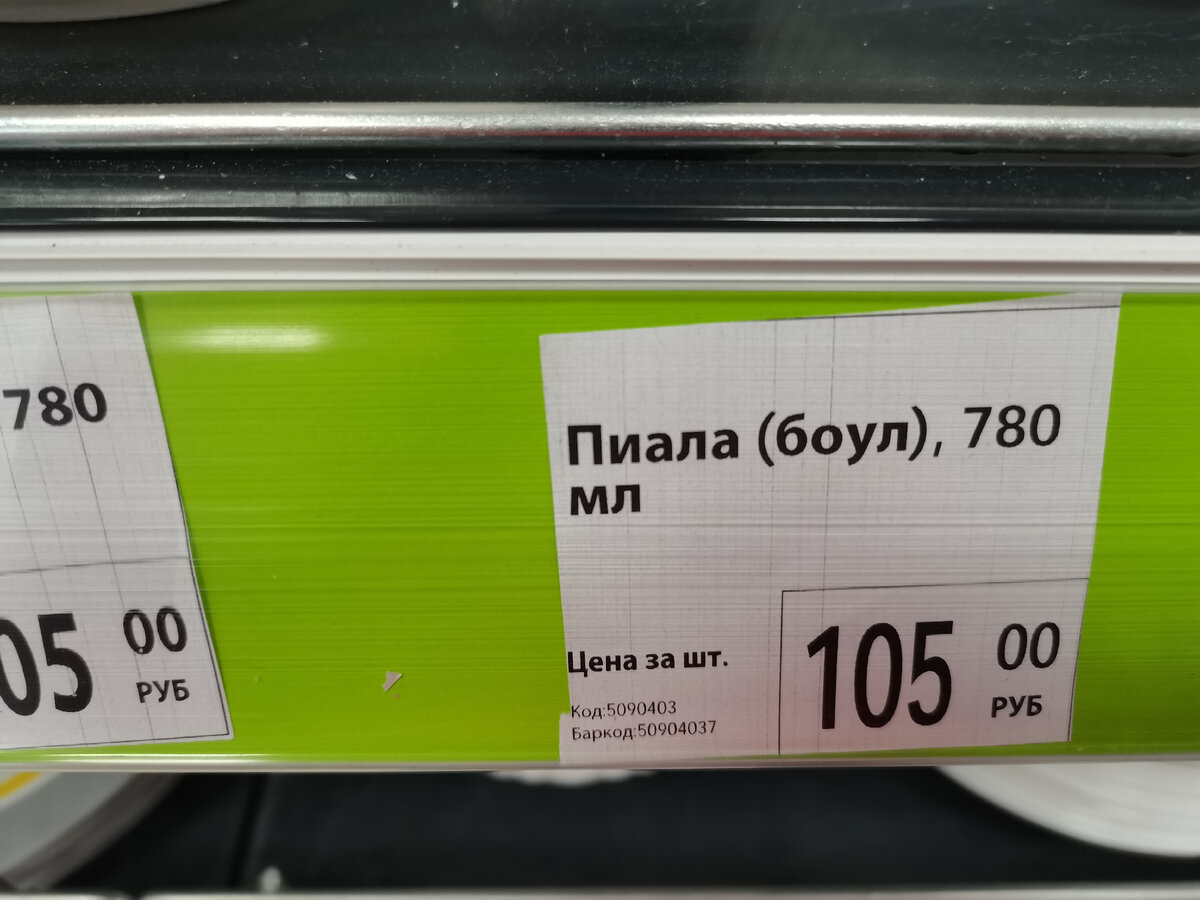 780
05 00
РУБ
Пиала (боул), 780
мл
Цена за шт.
Код:5090403
Баркод:50904037
105 00
РУБ